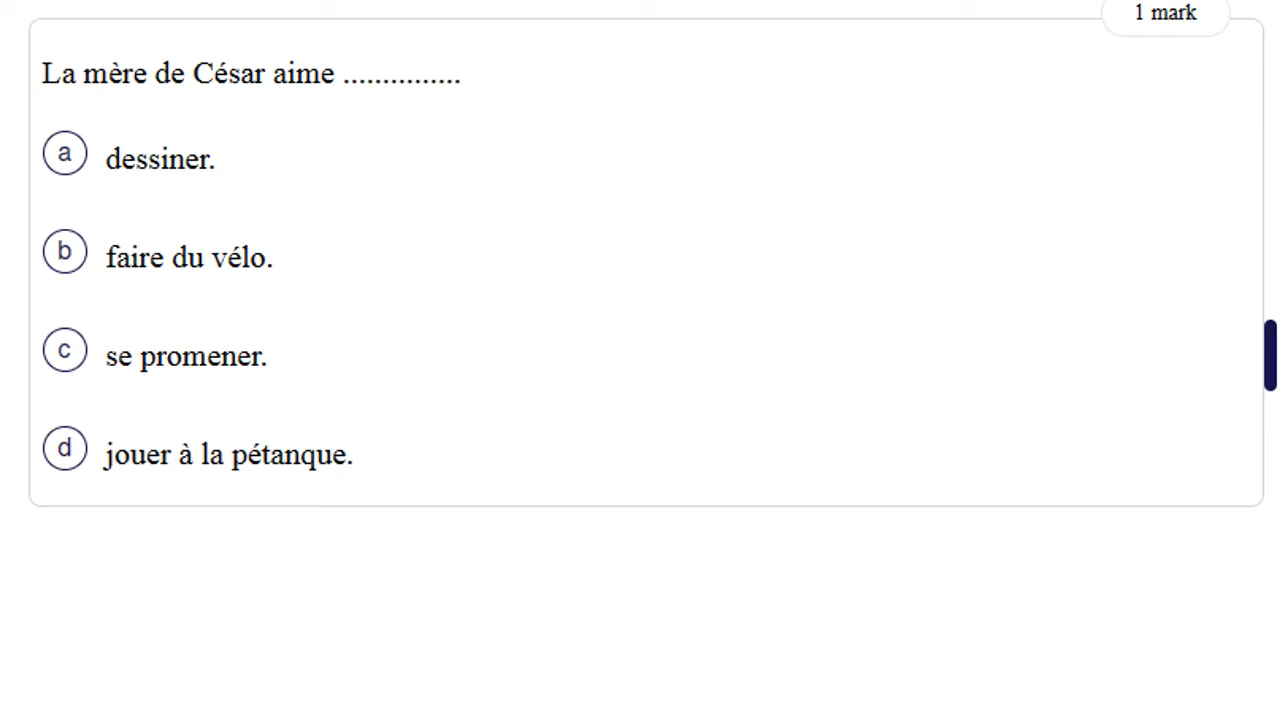 1 mark
La mère de César aime ...............
a dessiner.
b faire du vélo.
c se promener.
d jouer à la pétanque.